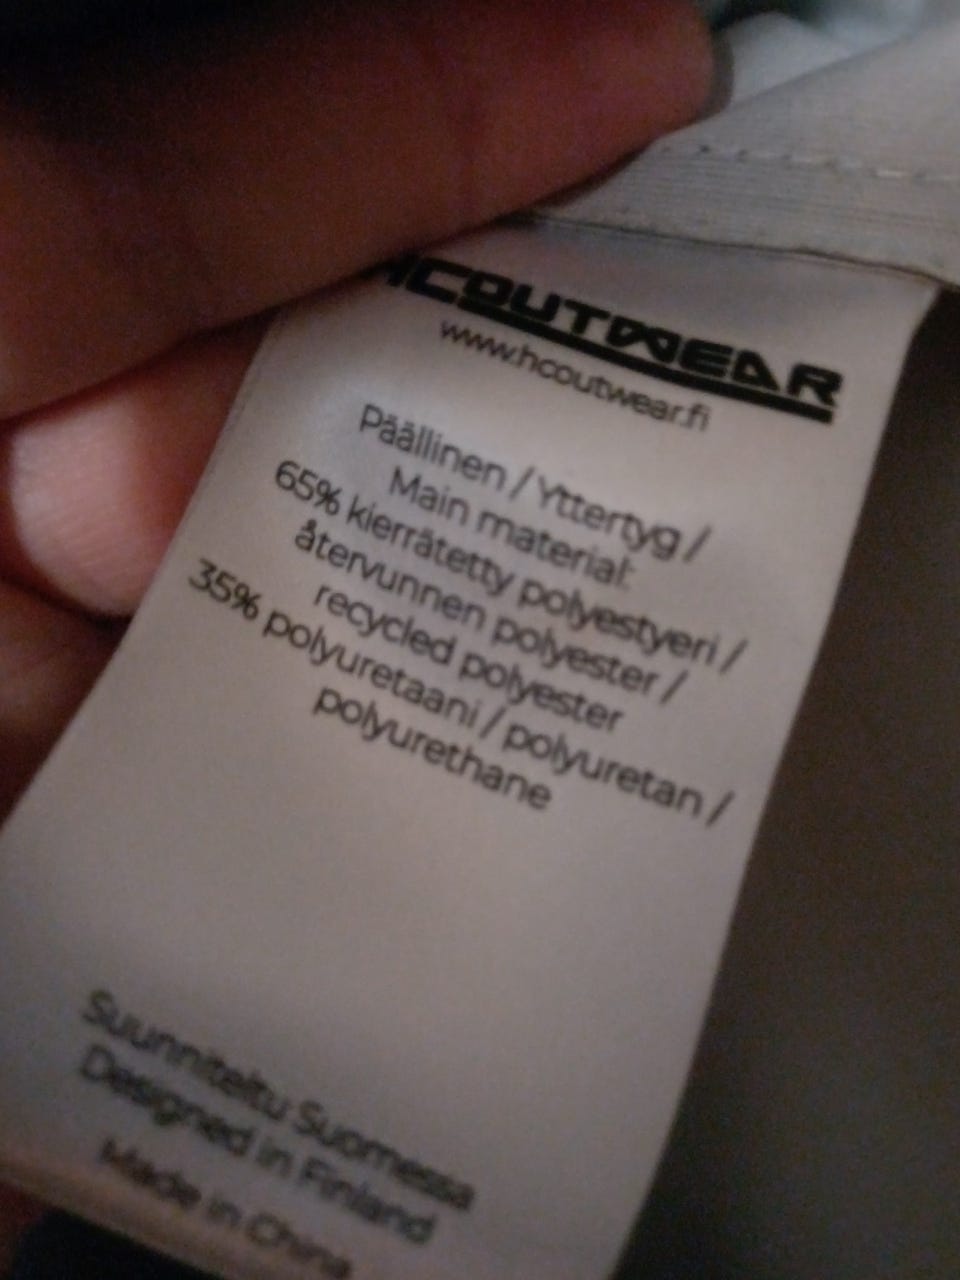 HCOUTWEAR
www.hcoutwear.fi
Päällinen / Yttertyg /
Main material:
65% kierrätetty polyestyeri /
återvunnen polyester /
recycled polyester
35% polyuretaani / polyuretan /
polyurethane
Suunniteltu Suomessa
Designed in Finland
Made in China